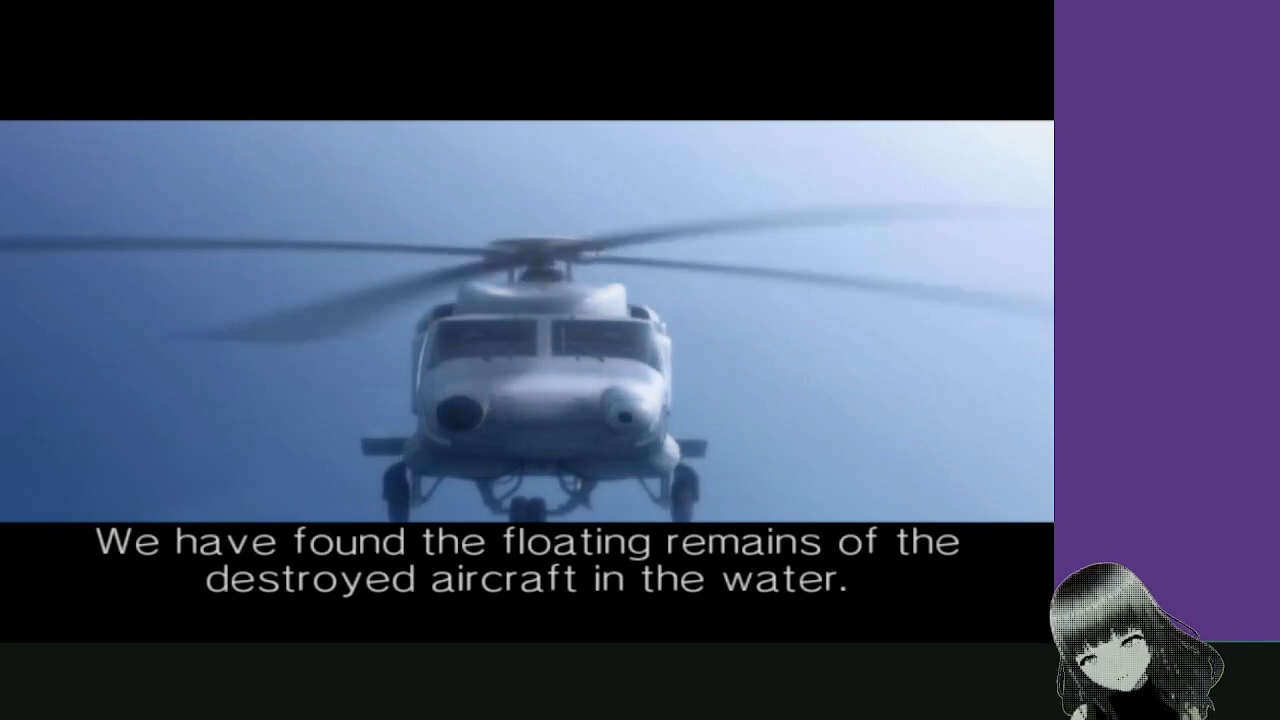 We have found the floating remains of the
destroyed aircraft in the water.